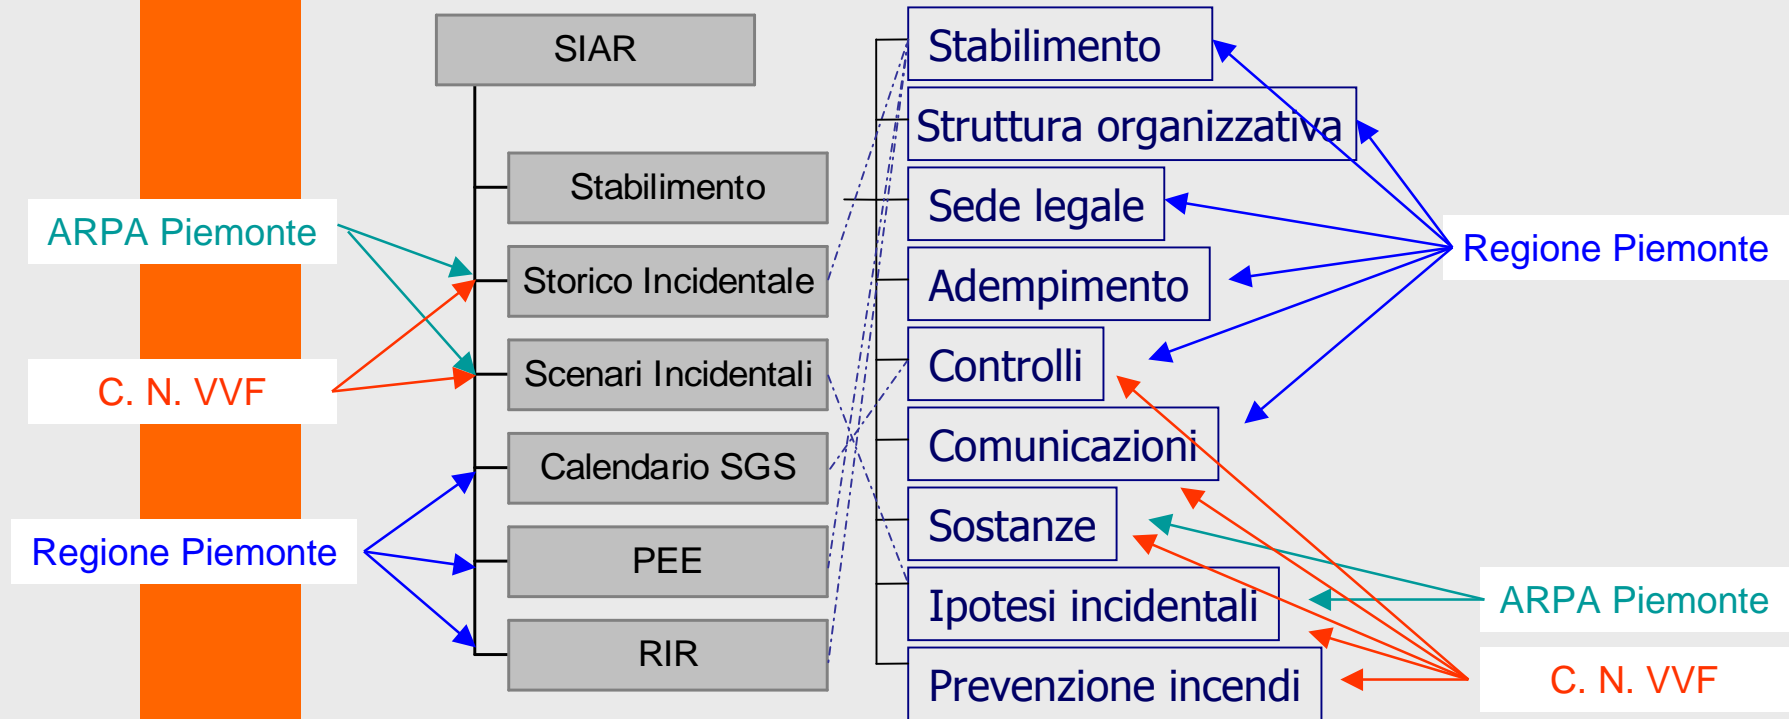 SIAR
Stabilimento
Storico Incidentale
Scenari Incidentali
Calendario SGS
PEE
RIR
ARPA Piemonte
C. N. VVF
Regione Piemonte
Stabilimento
Struttura organizzativa
Sede legale
Adempimento
Controlli
Comunicazioni
Sostanze
Ipotesi incidentali
Prevenzione incendi
Regione Piemonte
ARPA Piemonte
C. N. VVF